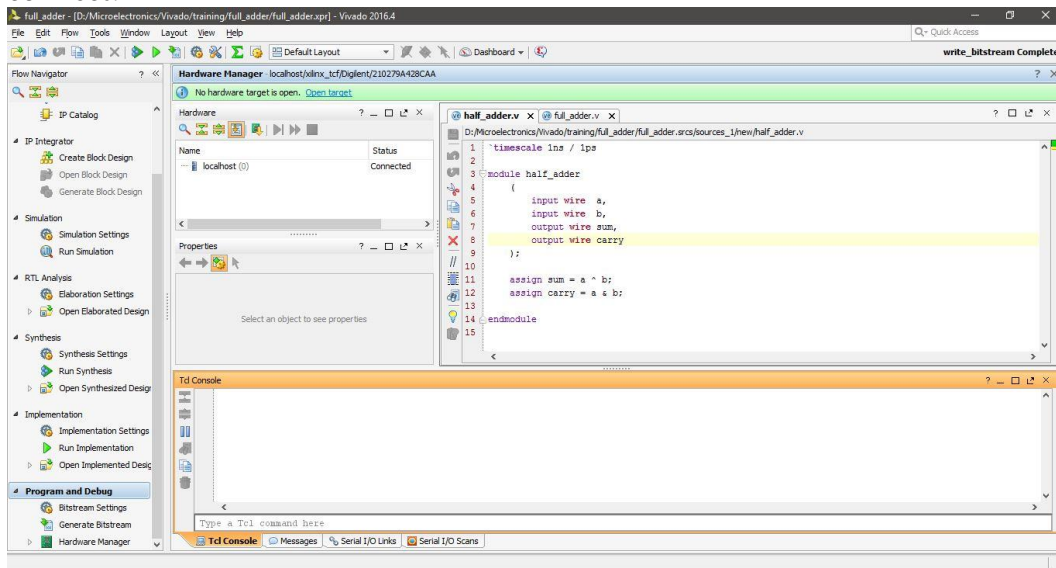 full_adder - [D:/Microelectronics/Vivado/training/full_adder/full_adder.xpr] - Vivado 2016.4
File Edit Flow Tools Window Layout View Help
Quick Access
Default Layout
Dashboard
write_bitstream Complete
Flow Navigator
IP Catalog
IP Integrator
Create Block Design
Open Block Design
Generate Block Design
Simulation
Simulation Settings
Run Simulation
RTL Analysis
Elaboration Settings
Open Elaborated Design
Synthesis
Synthesis Settings
Run Synthesis
Open Synthesized Desigr
Implementation
Implementation Settings
Run Implementation
Open Implemented Desig
Program and Debug
Bitstream Settings
Generate Bitstream
Hardware Manager
Hardware Manager - localhost/xilinx_tcf/Digilent/210279A428CAA
No hardware target is open. Open target
Hardware
Name Status
localhost (0) Connected
Properties
Select an object to see properties
half_adder.v full_adder.v
D:/Microelectronics/Vivado/training/full_adder/full_adder.srcs/sources_1/new/half_adder.v
1 `timescale 1ns / 1ps
2
3 module half_adder
4 (
5 input wire a,
6 input wire b,
7 output wire sum,
8 output wire carry
9 );
10
11 assign sum = a ^ b;
12 assign carry = a & b;
13
14 endmodule
15
Tcl Console
Type a Tcl command here
Tcl Console Messages Serial I/O Links Serial I/O Scans